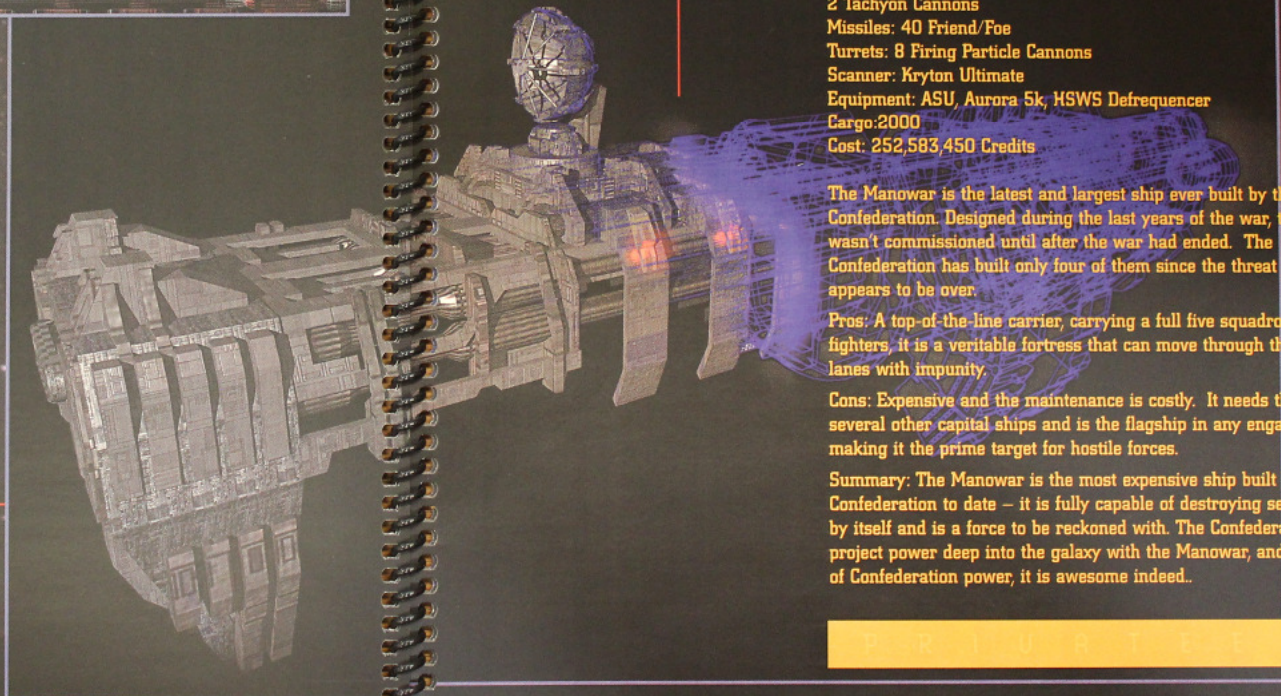 2 Tachyon Cannons
Missiles: 40 Friend/Foe
Turrets: 8 Firing Particle Cannons
Scanner: Kryton Ultimate
Equipment: ASU, Aurora 5k, HSWS Defrequencer
Cargo:2000
Cost: 252,583,450 Credits
The Manowar is the latest and largest ship ever built by
Confederation. Designed during the last years of the war,
wasn't commissioned until after the war had ended. The
Confederation has built only four of them since the threat
appears to be over.
Pros: A top-of-the-line carrier, carrying a full five
fighters, it is a veritable fortress that can move through
lanes with impunity.
Cons: Expensive and the maintenance is costly. It needs
several other capital ships and is the flagship in any
making it the prime target for hostile forces.
Summary: The Manowar is the most expensive ship built
Confederation to date – it is fully capable of destroying
by itself and is a force to be reckoned with. The
project power deep into the galaxy with the Manowar, and
of Confederation power, it is awesome indeed..
P R I V A T E E